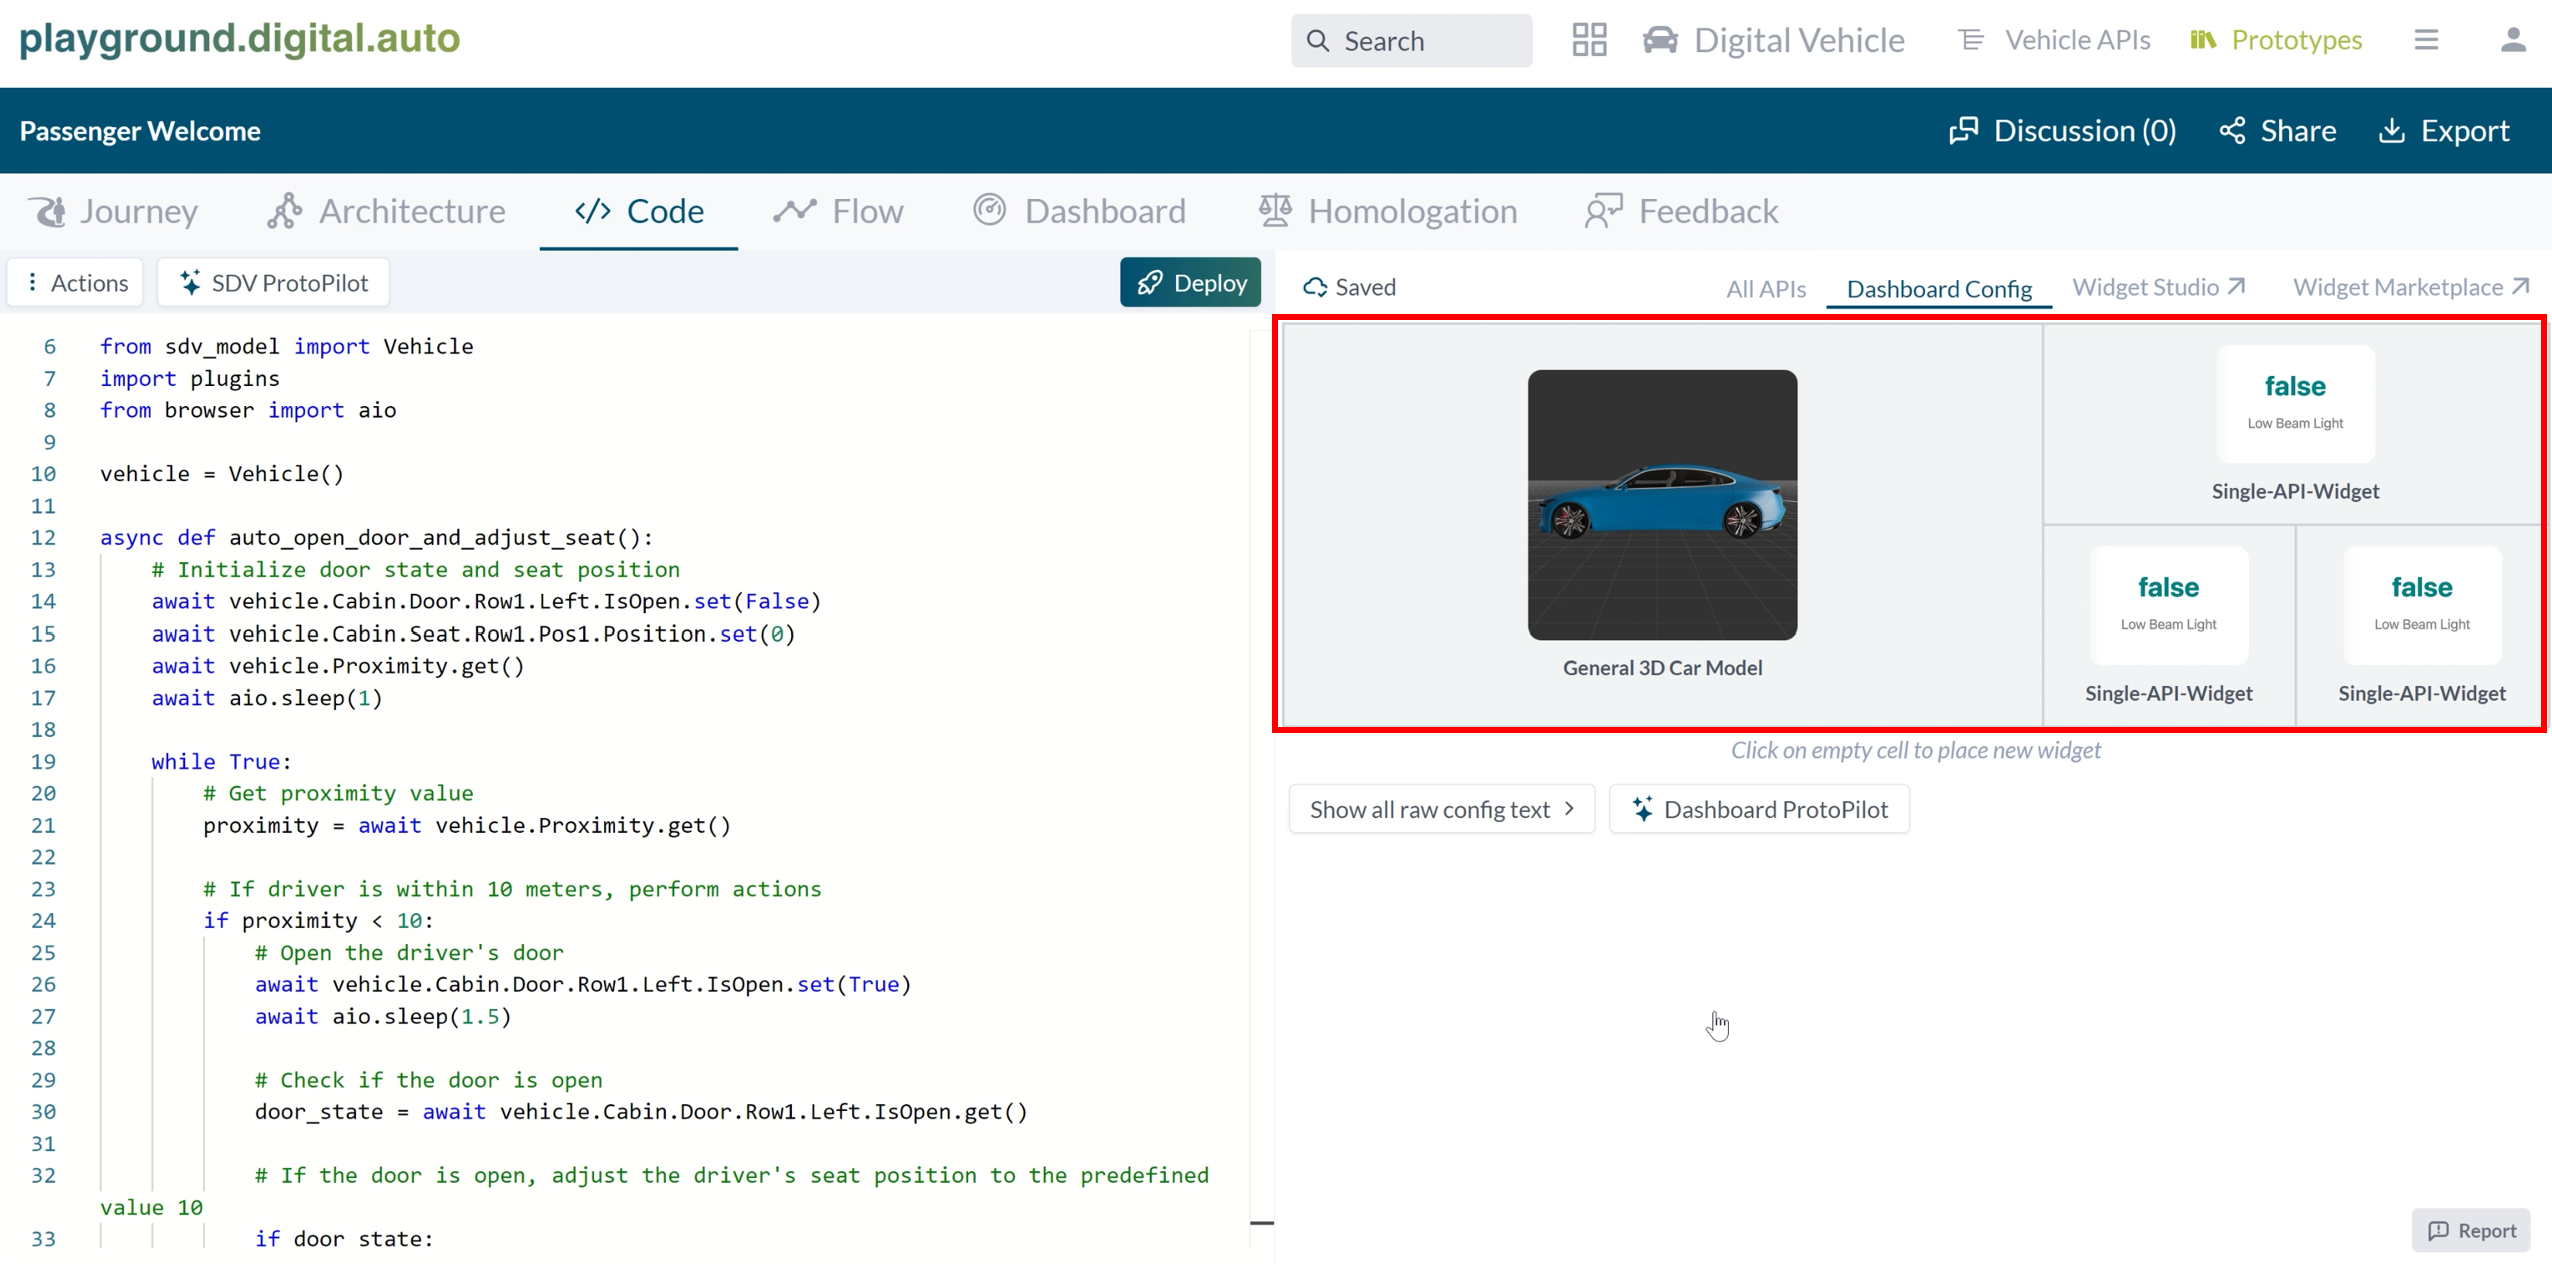 playground.digital.auto
Search
Digital Vehicle
Vehicle APIs
Prototypes
Passenger Welcome
Discussion (0)
Share
Export
Journey
Architecture
</> Code
Flow
Dashboard
Homologation
Feedback
Actions
SDV ProtoPilot
Deploy
6 from sdv_model import Vehicle
7 import plugins
8 from browser import aio
9
10 vehicle = Vehicle()
11
12 async def auto_open_door_and_adjust_seat():
13 # Initialize door state and seat position
14 await vehicle.Cabin.Door.Row1.Left.IsOpen.set(False)
15 await vehicle.Cabin.Seat.Row1.Pos1.Position.set(0)
16 await vehicle.Proximity.get()
17 await aio.sleep(1)
18
19 while True:
20 # Get proximity value
21 proximity = await vehicle.Proximity.get()
22
23 # If driver is within 10 meters, perform actions
24 if proximity < 10:
25 # Open the driver's door
26 await vehicle.Cabin.Door.Row1.Left.IsOpen.set(True)
27 await aio.sleep(1.5)
28
29 # Check if the door is open
30 door_state = await vehicle.Cabin.Door.Row1.Left.IsOpen.get()
31
32 # If the door is open, adjust the driver's seat position to the predefined
value 10
33 if door state:
Saved
All APIs
Dashboard Config
Widget Studio
Widget Marketplace
General 3D Car Model
false
Low Beam Light
Single-API-Widget
false
Low Beam Light
Single-API-Widget
false
Low Beam Light
Single-API-Widget
Click on empty cell to place new widget
Show all raw config text
Dashboard ProtoPilot
Report